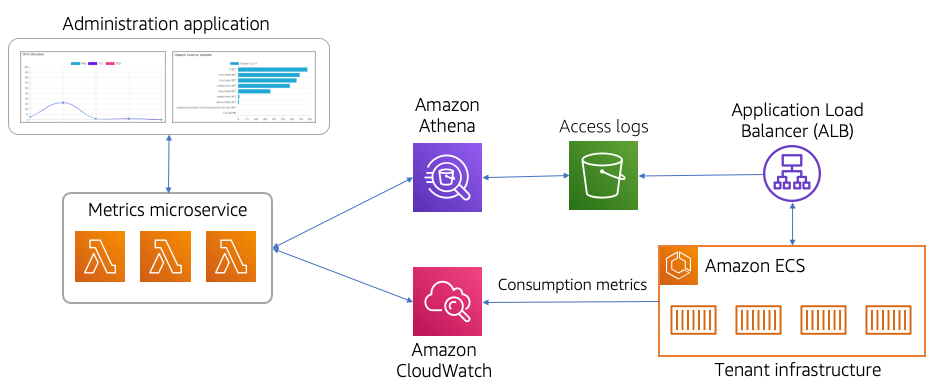 Administration application
Amazon
Athena
Access logs
Application Load
Balancer (ALB)
Metrics microservice
Amazon ECS
Consumption metrics
Amazon
CloudWatch
Tenant infrastructure